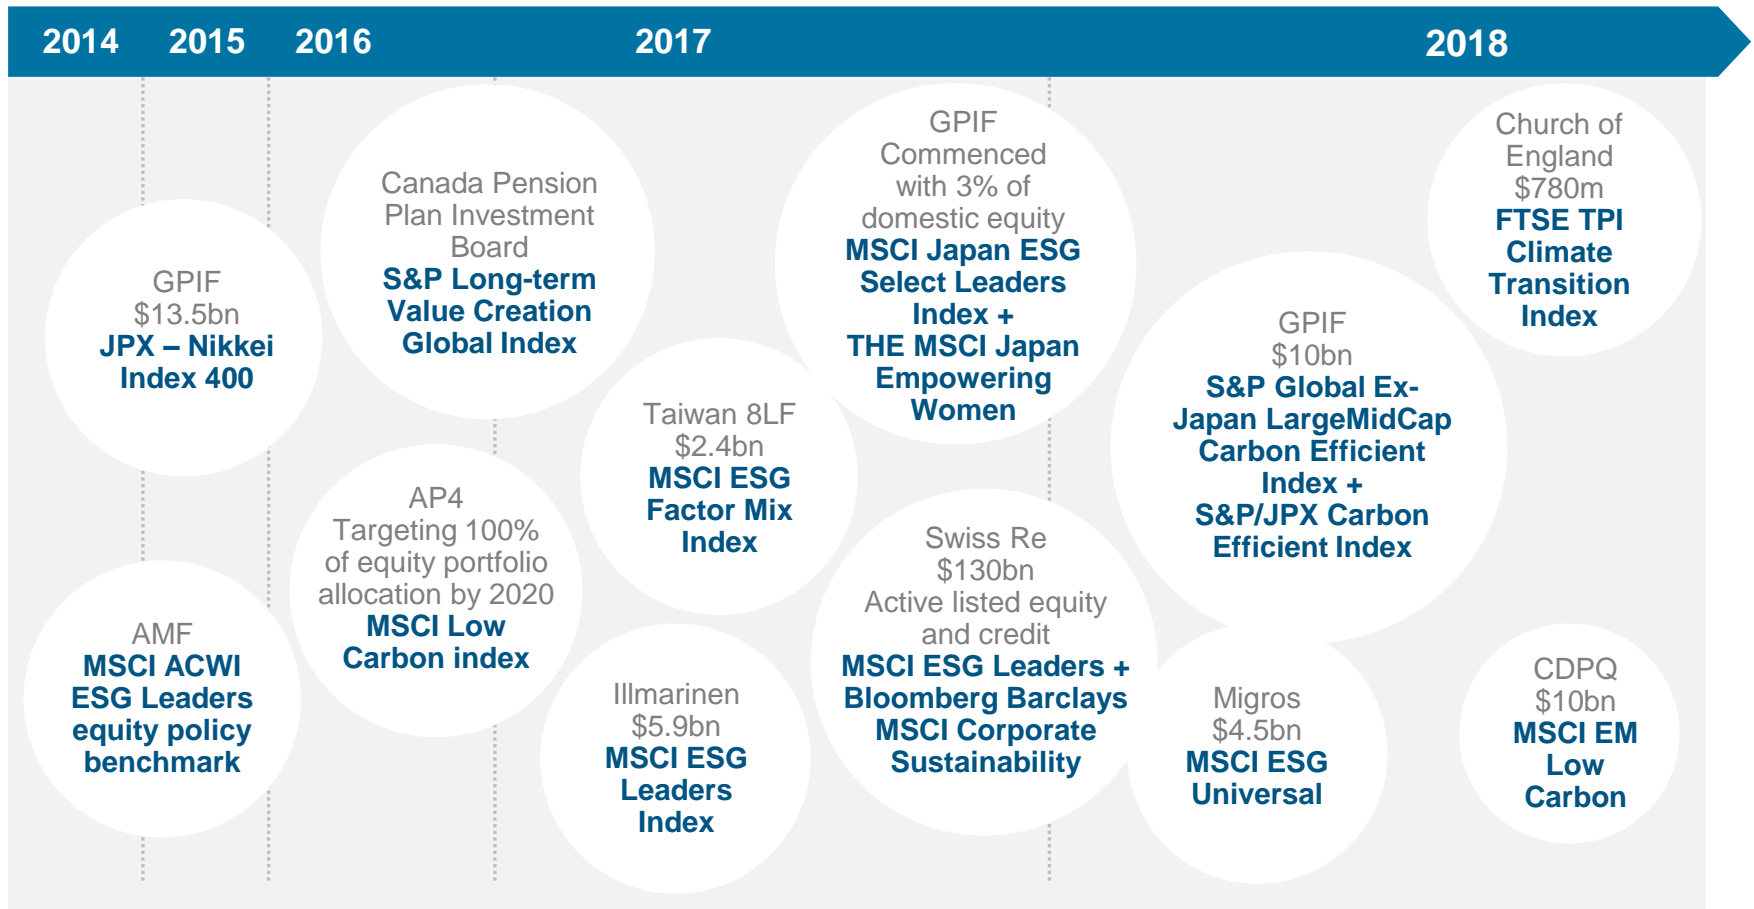 2014
2015
2016
2017
2018
GPIF
$13.5bn
JPX – Nikkei
Index 400
AMF
MSCI ACWI
ESG Leaders
equity policy
benchmark
Canada Pension
Plan Investment
Board
S&P Long-term
Value Creation
Global Index
AP4
Targeting 100%
of equity portfolio
allocation by 2020
MSCI Low
Carbon index
Taiwan 8LF
$2.4bn
MSCI ESG
Factor Mix
Index
Illmarinen
$5.9bn
MSCI ESG
Leaders
Index
GPIF
Commenced
with 3% of
domestic equity
MSCI Japan ESG
Select Leaders
Index +
THE MSCI Japan
Empowering
Women
Swiss Re
$130bn
Active listed equity
and credit
MSCI ESG Leaders +
Bloomberg Barclays
MSCI Corporate
Sustainability
GPIF
$10bn
S&P Global Ex-
Japan LargeMidCap
Carbon Efficient
Index +
S&P/JPX Carbon
Efficient Index
Migros
$4.5bn
MSCI ESG
Universal
Church of
England
$780m
FTSE TPI
Climate
Transition
Index
CDPQ
$10bn
MSCI EM
Low
Carbon